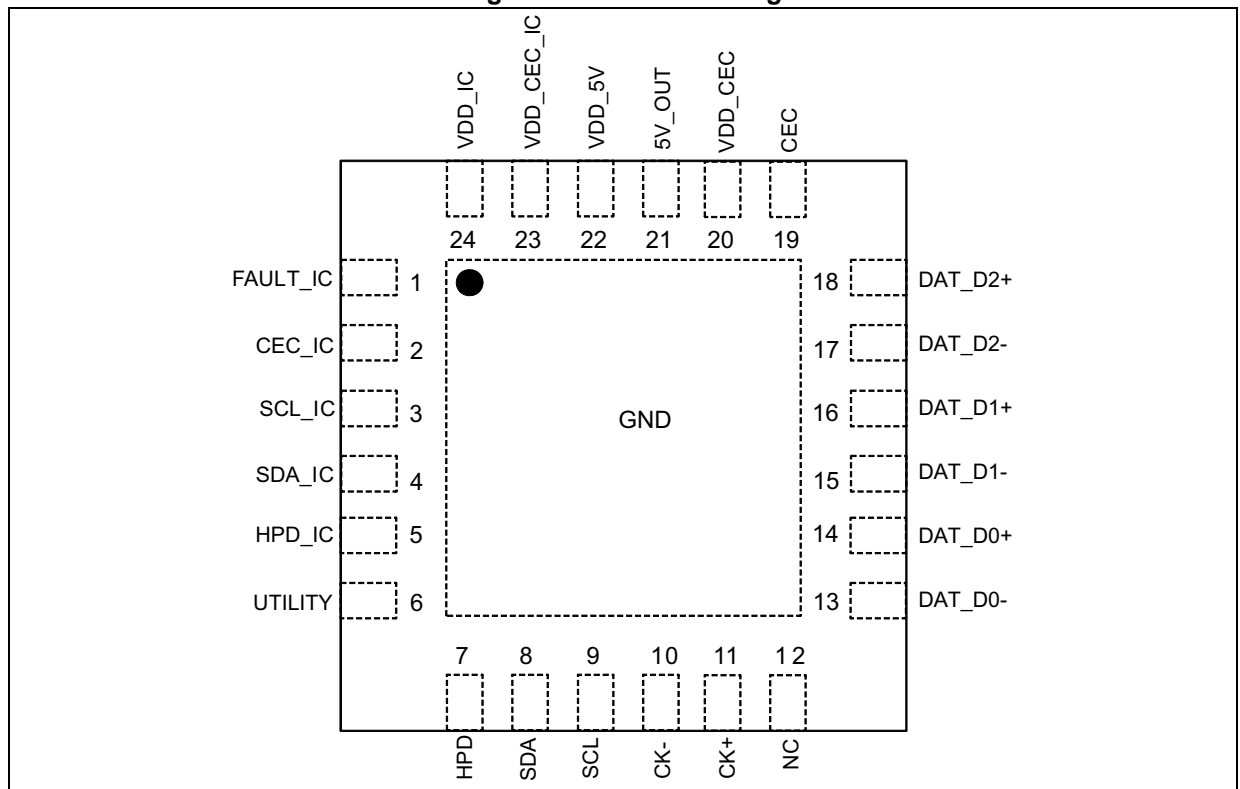 VDD_IC
VDD_CEC_IC
VDD_5V
5V_OUT
VDD_CEC
CEC
24 23 22 21 20 19
FAULT_IC 1 18 DAT_D2+
CEC_IC 2 17 DAT_D2-
SCL_IC 3 16 DAT_D1+
GND
SDA_IC 4 15 DAT_D1-
HPD_IC 5 14 DAT_D0+
UTILITY 6 13 DAT_D0-
7 8 9 10 11 12
HPD
SDA
SCL
CK-
CK+
NC